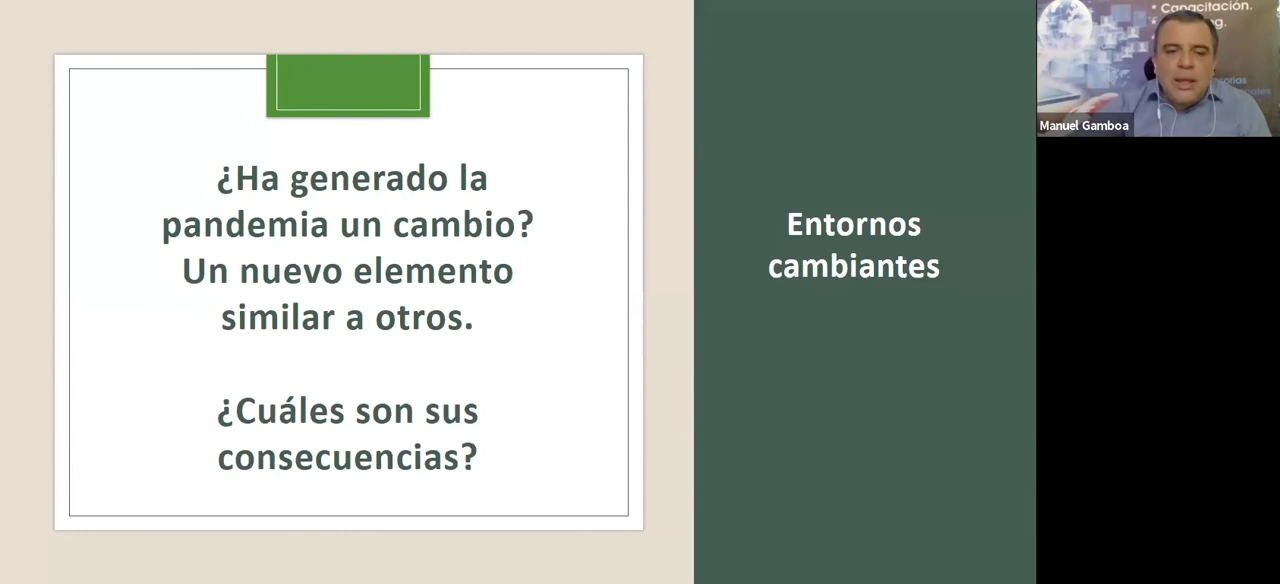 ¿Ha generado la
pandemia un cambio?
Un nuevo elemento
similar a otros.
¿Cuáles son sus
consecuencias?
Entornos
cambiantes
* Capacitación.
Manuel Gamboa